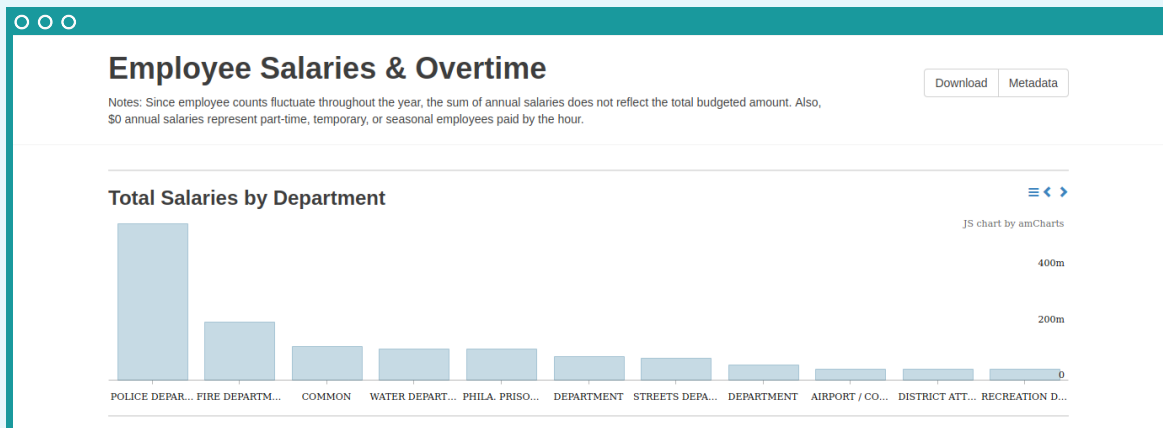 Employee Salaries & Overtime
Download
Metadata
Notes: Since employee counts fluctuate throughout the year, the sum of annual salaries does not reflect the total budgeted amount. Also,
$0 annual salaries represent part-time, temporary, or seasonal employees paid by the hour.
Total Salaries by Department
JS chart by amCharts
400m
200m
0
POLICE DEPAR... FIRE DEPARTM... COMMON WATER DEPART... PHILA. PRISO... DEPARTMENT STREETS DEPA... DEPARTMENT AIRPORT / CO... DISTRICT ATT... RECREATION D...